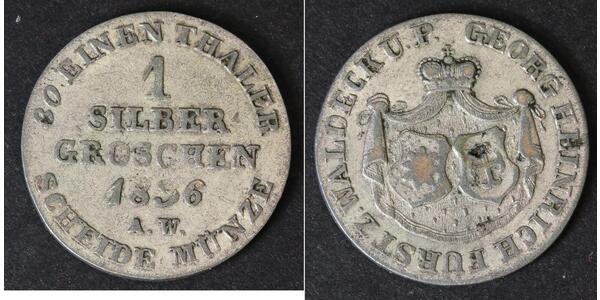 30 EINEN THALER
1
SILBER
GROSCHEN
1836
A.W.
SCHEIDE MÜNZE
GEORG HEINRICH FÜRST Z. WALDECK U. P.